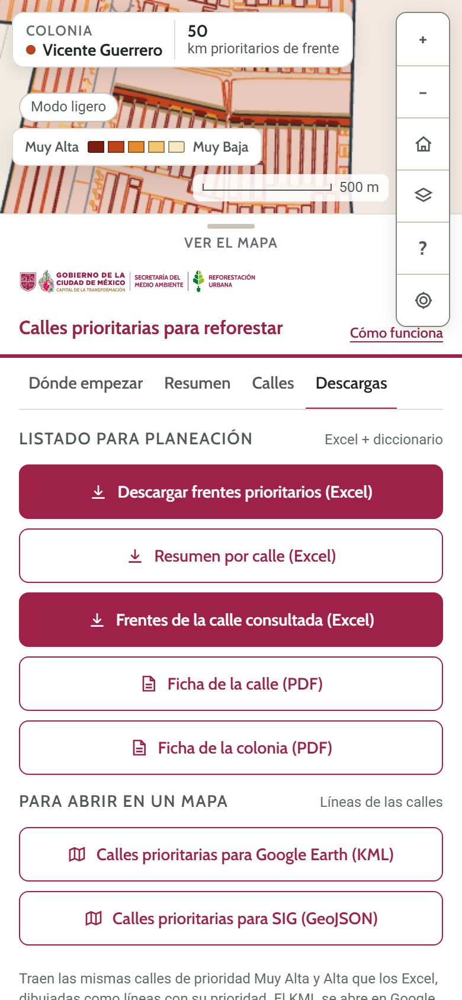 COLONIA
Vicente Guerrero
50
km prioritarios de frente
+
−
Modo ligero
Muy Alta
Muy Baja
500 m
?
VER EL MAPA
GOBIERNO DE LA
CIUDAD DE MÉXICO
CAPITAL DE LA TRANSFORMACIÓN
SECRETARÍA DEL
MEDIO AMBIENTE
REFORESTACIÓN
URBANA
Calles prioritarias para reforestar
Cómo funciona
Dónde empezar
Resumen
Calles
Descargas
LISTADO PARA PLANEACIÓN
Excel + diccionario
Descargar frentes prioritarios (Excel)
Resumen por calle (Excel)
Frentes de la calle consultada (Excel)
Ficha de la calle (PDF)
Ficha de la colonia (PDF)
PARA ABRIR EN UN MAPA
Líneas de las calles
Calles prioritarias para Google Earth (KML)
Calles prioritarias para SIG (GeoJSON)
Traen las mismas calles de prioridad Muy Alta y Alta que los Excel,
dibujadas como líneas con su prioridad. El KML se abre en Google